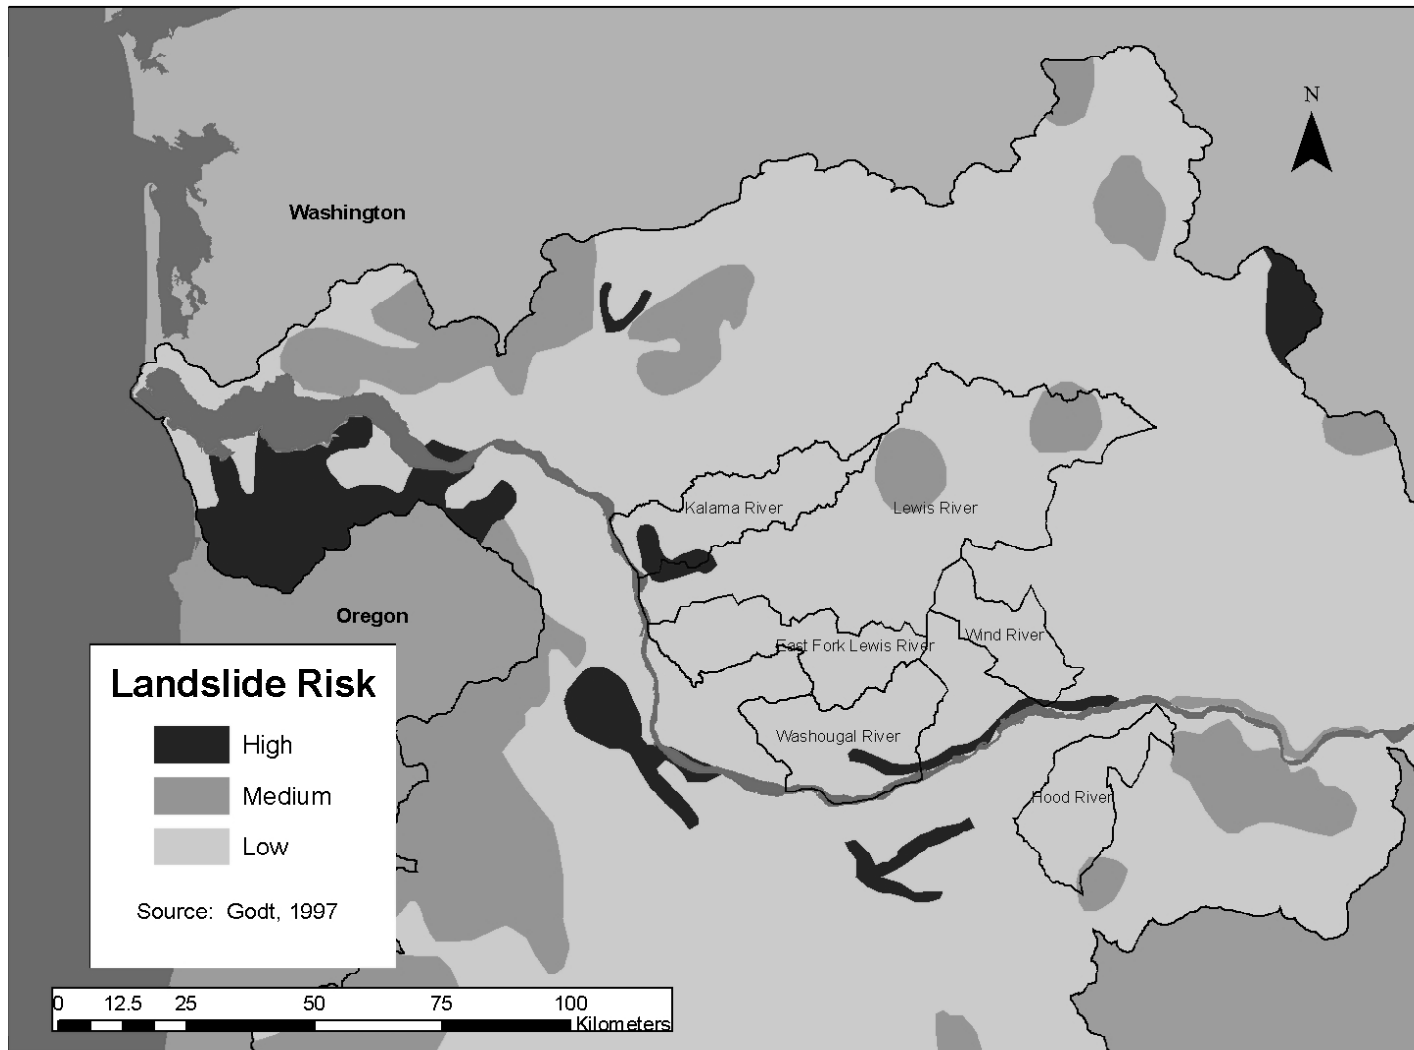 N
Washington
Kalama River
Lewis River
Oregon
Wind River
East Fork Lewis River
Washougal River
Hood River
Landslide Risk
High
Medium
Low
Source: Godt, 1997
0 12.5 25 50 75 100
Kilometers